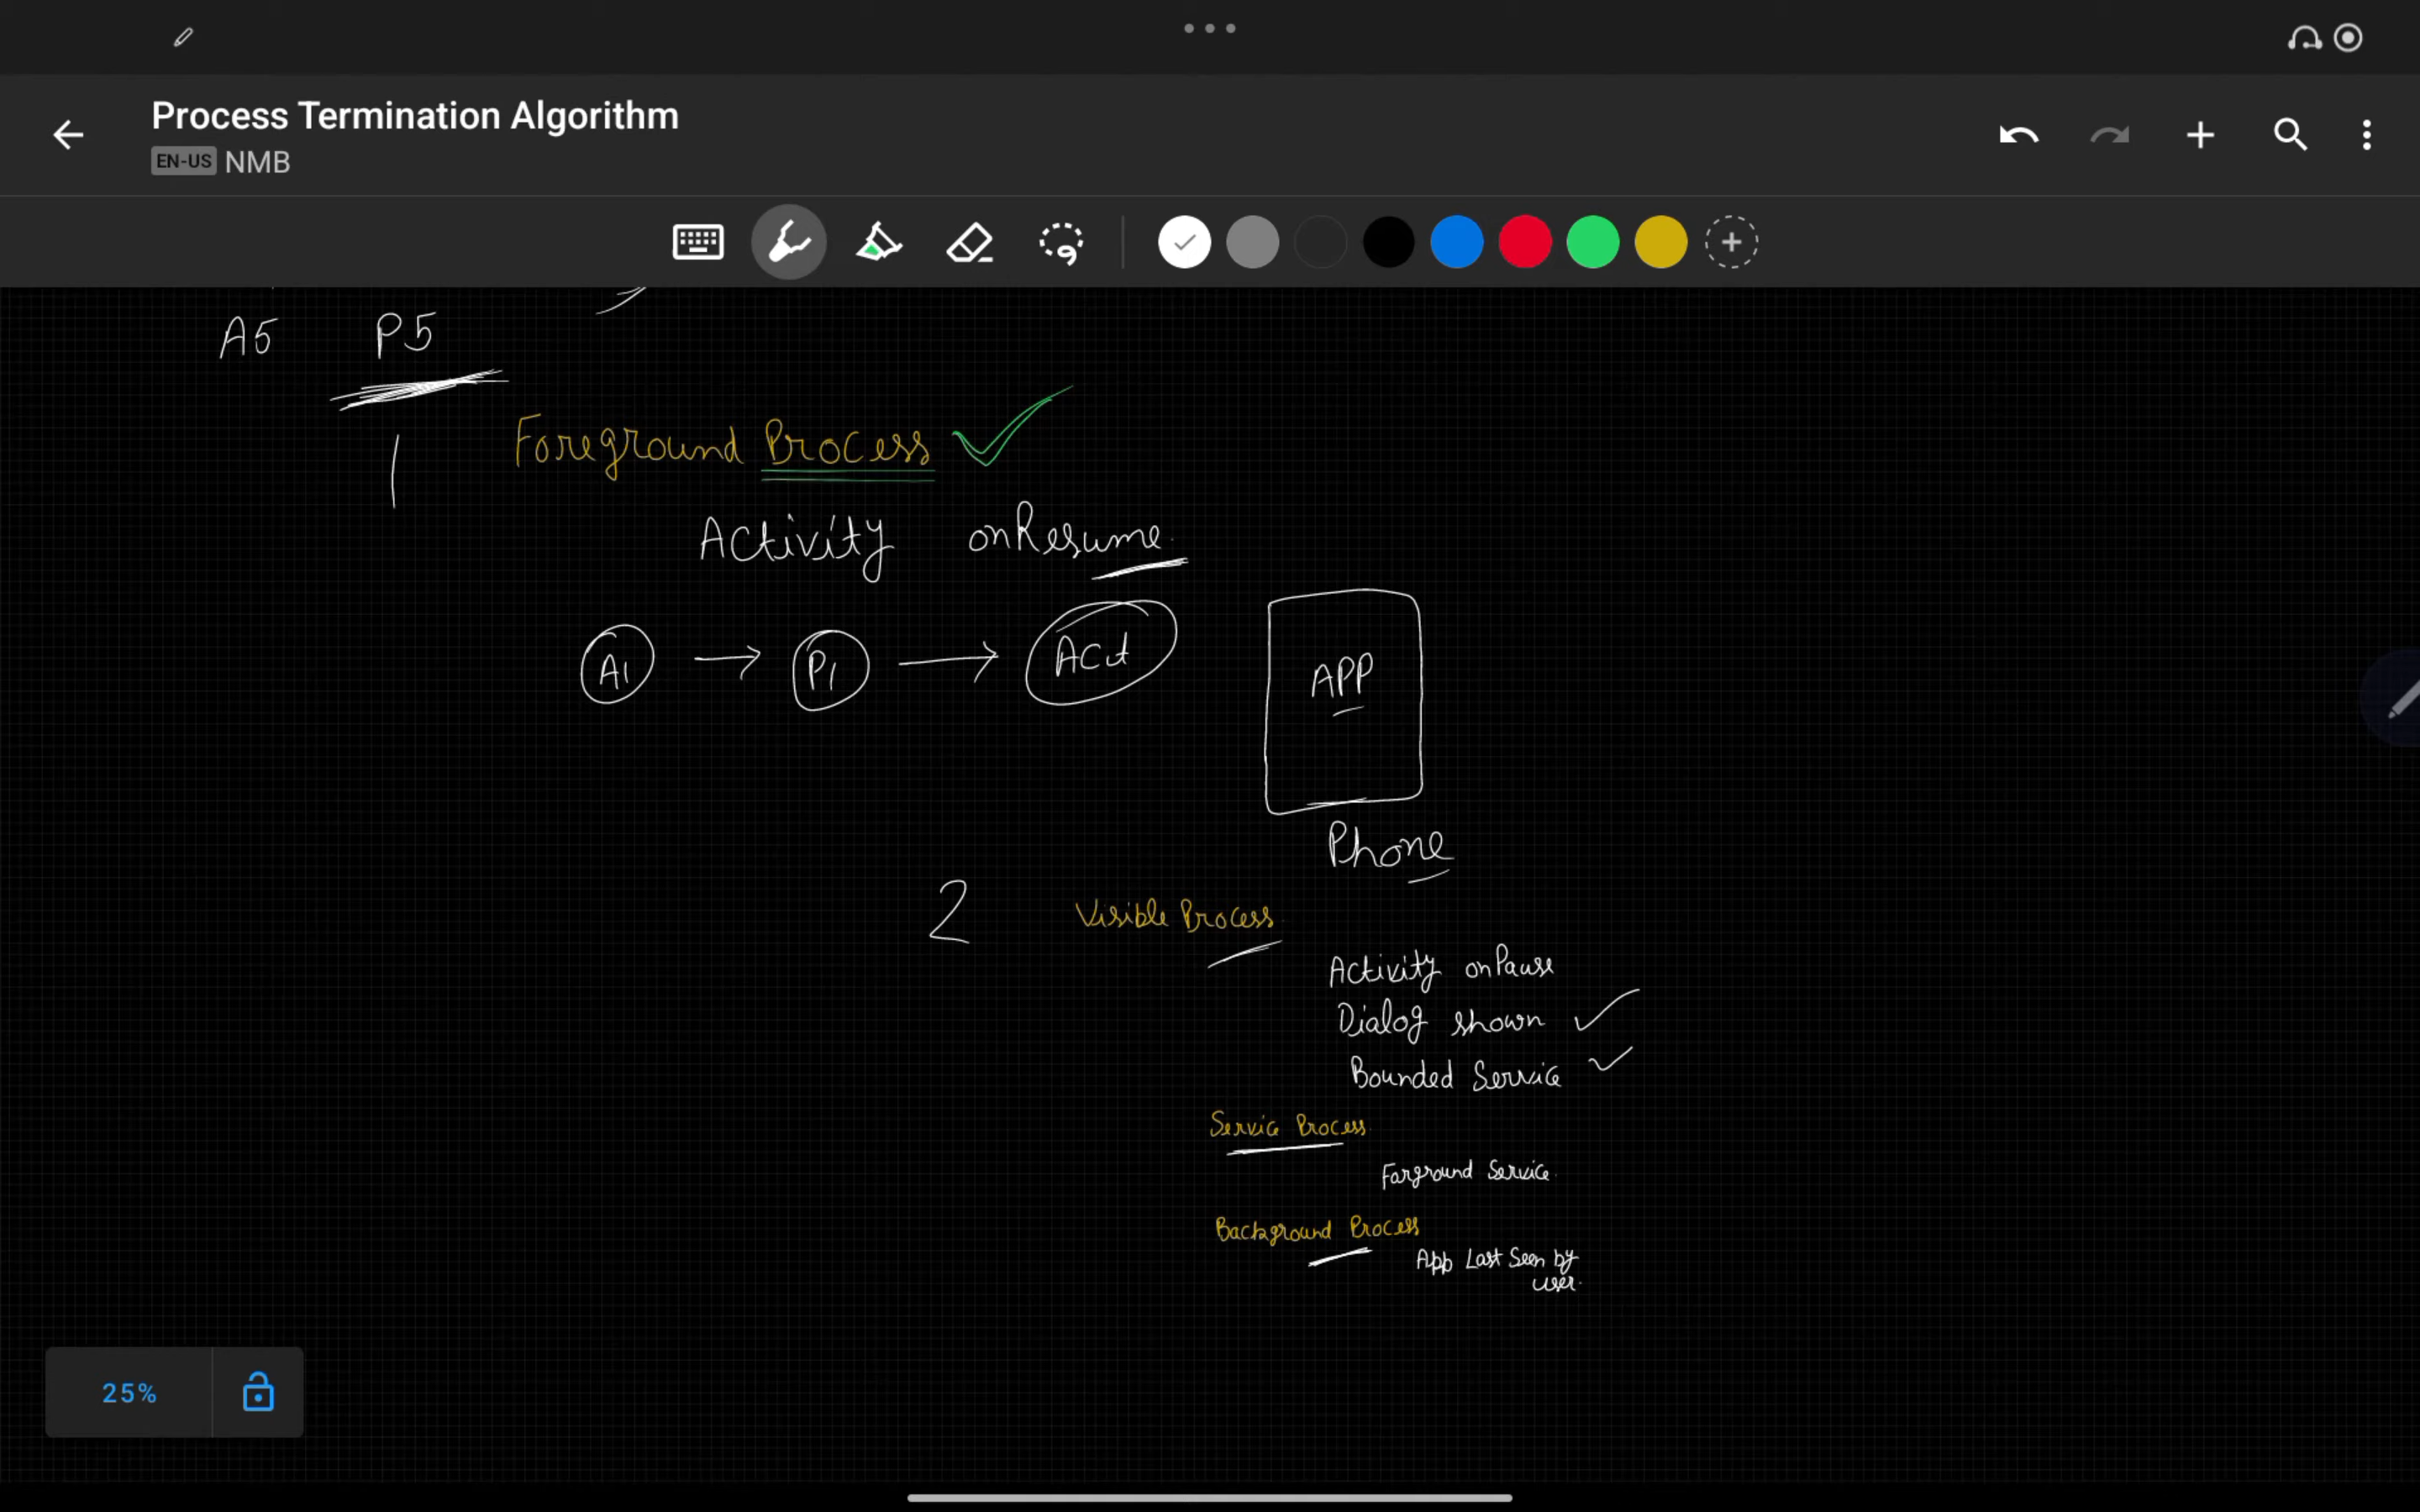 Process Termination Algorithm
EN-US NMB
A5 P5
1 Foreground Process
Activity onResume.
A1 P1 Act
APP
Phone
2 Visible Process
Activity onPause
Dialog shown
Bounded Service
Service Process
Farground Service
Background Process
App Last Seen by
user.
25%